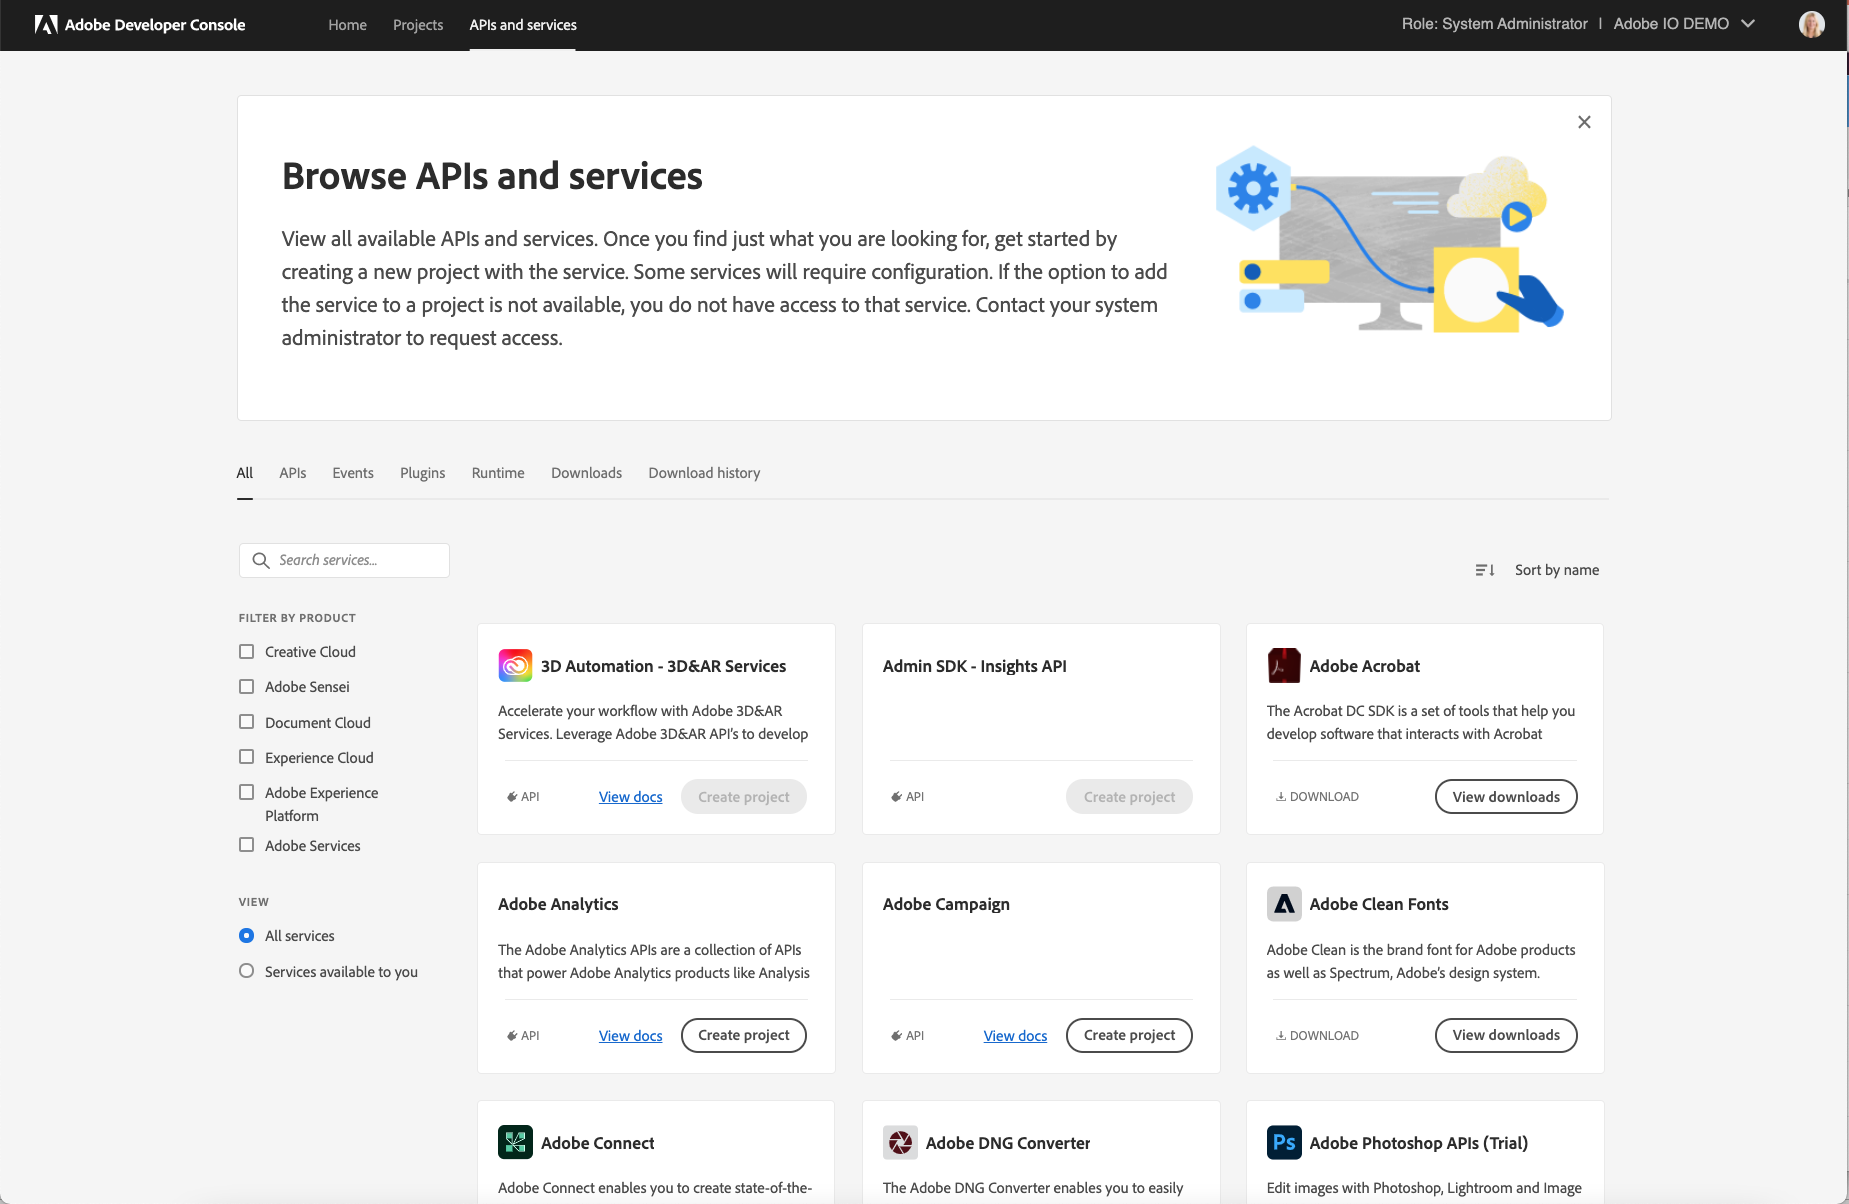 Adobe Developer Console
Home
Projects
APIs and services
Role: System Administrator | Adobe IO DEMO
Browse APIs and services
View all available APIs and services. Once you find just what you are looking for, get started by
creating a new project with the service. Some services will require configuration. If the option to add
the service to a project is not available, you do not have access to that service. Contact your system
administrator to request access.
All
APIs
Events
Plugins
Runtime
Downloads
Download history
Search services...
Sort by name
FILTER BY PRODUCT
Creative Cloud
Adobe Sensei
Document Cloud
Experience Cloud
Adobe Experience
Platform
Adobe Services
VIEW
All services
Services available to you
3D Automation - 3D&AR Services
Accelerate your workflow with Adobe 3D&AR
Services. Leverage Adobe 3D&AR API's to develop
API
View docs
Create project
Admin SDK - Insights API
API
Create project
Adobe Acrobat
The Acrobat DC SDK is a set of tools that help you
develop software that interacts with Acrobat
DOWNLOAD
View downloads
Adobe Analytics
The Adobe Analytics APIs are a collection of APIs
that power Adobe Analytics products like Analysis
API
View docs
Create project
Adobe Campaign
API
View docs
Create project
Adobe Clean Fonts
Adobe Clean is the brand font for Adobe products
as well as Spectrum, Adobe's design system.
DOWNLOAD
View downloads
Adobe Connect
Adobe Connect enables you to create state-of-the-
Adobe DNG Converter
The Adobe DNG Converter enables you to easily
Ps
Adobe Photoshop APIs (Trial)
Edit images with Photoshop, Lightroom and Image